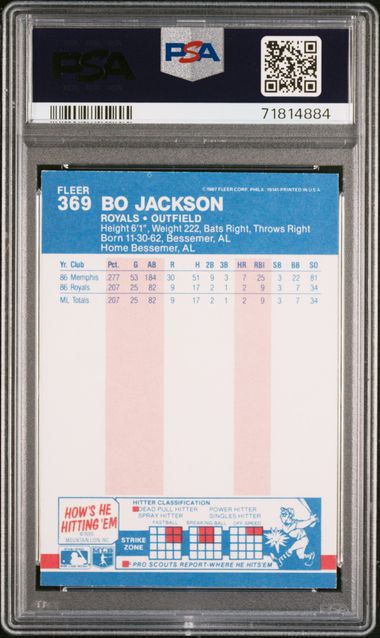 PSA
PSA
71814884
FLEER
369 BO JACKSON
©1987 FLEER CORP., PHILA. 19141 PRINTED IN U.S.A.
ROYALS • OUTFIELD
Height 6'1", Weight 222, Bats Right, Throws Right
Born 11-30-62, Bessemer, AL
Home Bessemer, AL
Yr. Club Pct. G AB R H 2B 3B HR RBI SB BB SO
86 Memphis 277 53 184 30 51 9 3 7 25 3 22 81
86 Royals 207 25 82 9 17 2 1 2 9 3 7 34
ML Totals 207 25 82 9 17 2 1 2 9 3 7 34
HOW'S HE
HITTING 'EM
HITTER CLASSIFICATION
DEAD PULL HITTER POWER HITTER
SPRAY HITTER SINGLES HITTER
FASTBALL BREAKING BALL OFF SPEED
STRIKE
ZONE
PRO SCOUTS REPORT-WHERE HE HITS'EM